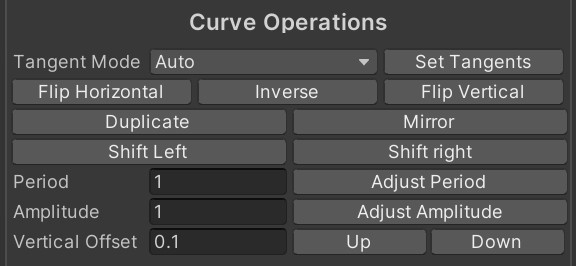 Curve Operations
Tangent Mode Auto Set Tangents
Flip Horizontal Inverse Flip Vertical
Duplicate Mirror
Shift Left Shift right
Period 1 Adjust Period
Amplitude 1 Adjust Amplitude
Vertical Offset 0.1 Up Down